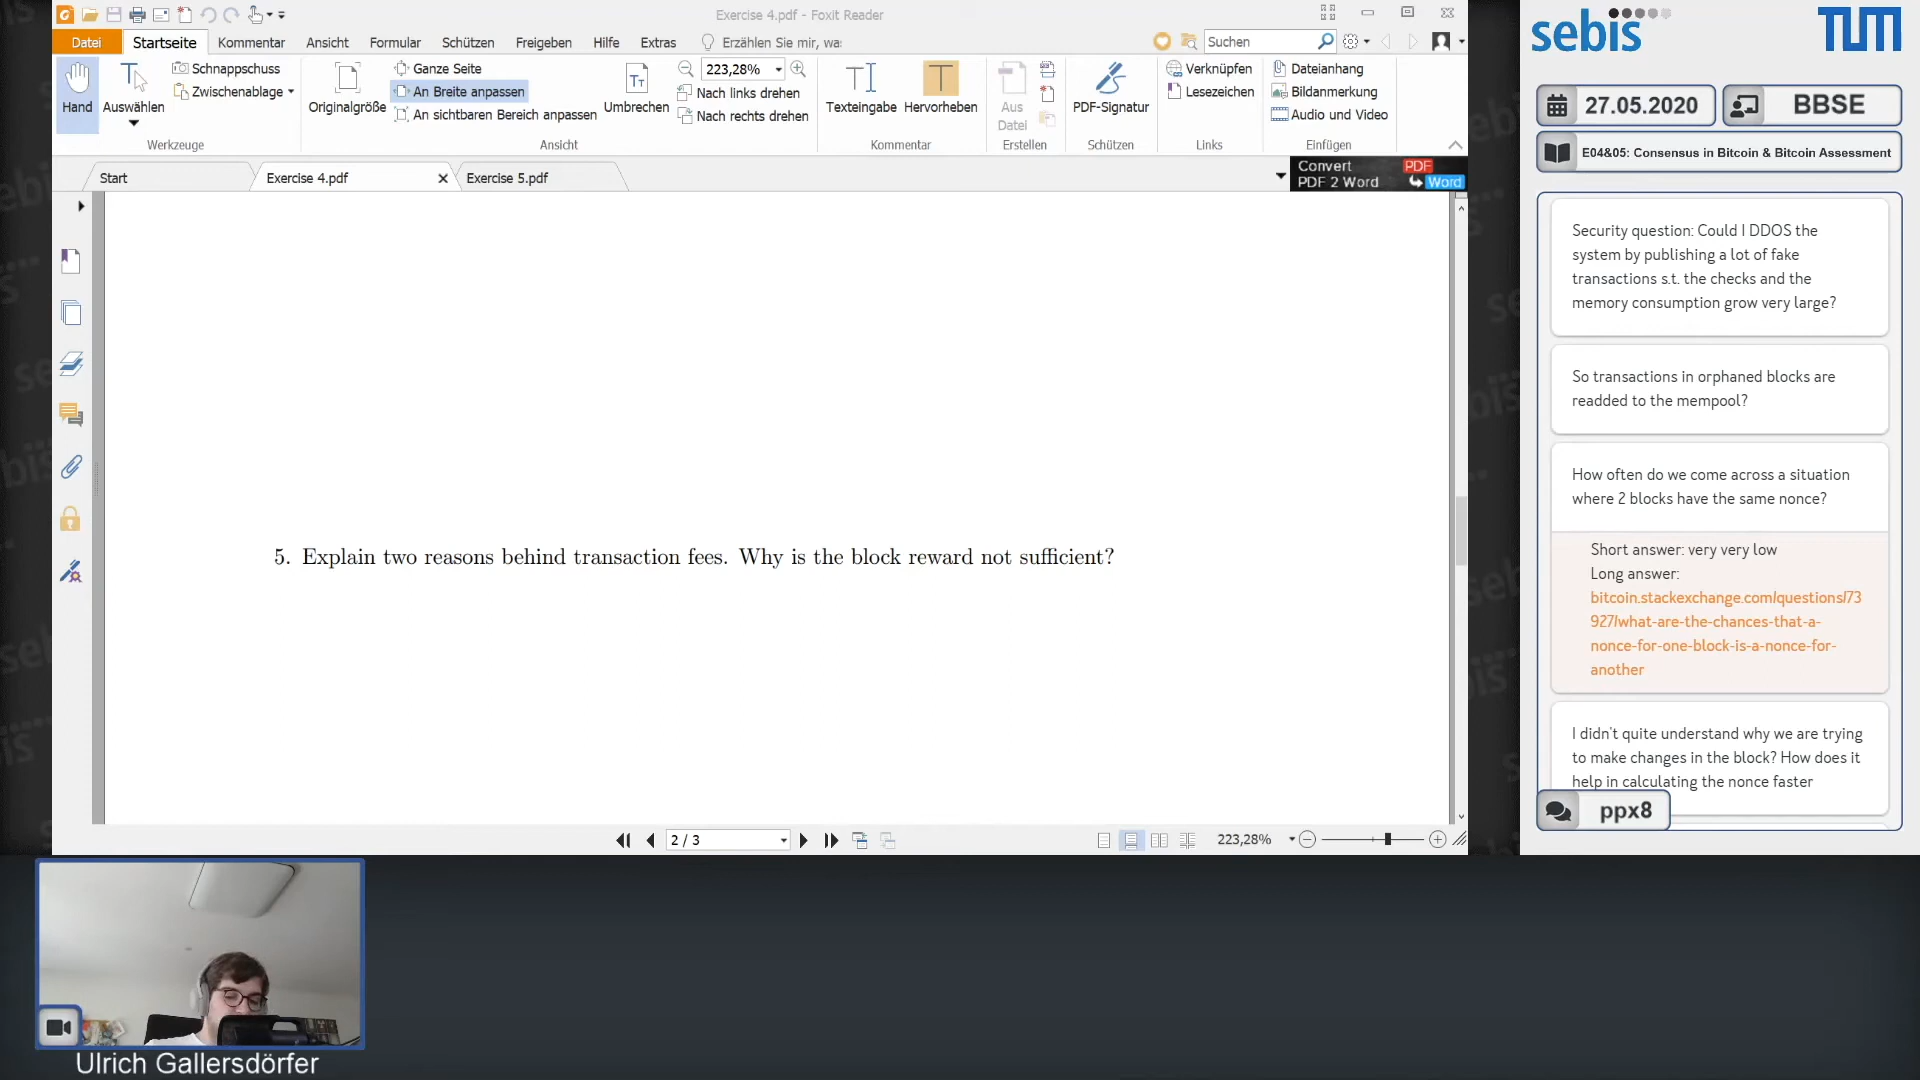 Exercise 4.pdf - Foxit Reader
Datei Startseite Kommentar Ansicht Formular Schützen Freigeben Hilfe Extras Erzählen Sie mir, wa: Suchen
Hand
Auswählen
Schnappschuss
Zwischenablage
Werkzeuge
Originalgröße
Ganze Seite
An Breite anpassen
An sichtbaren Bereich anpassen
Umbrechen
223,28%
Nach links drehen
Nach rechts drehen
Ansicht
Texteingabe
Hervorheben
Kommentar
Aus
Datei
Erstellen
PDF-Signatur
Schützen
Verknüpfen
Lesezeichen
Links
Dateianhang
Bildanmerkung
Audio und Video
Einfügen
Start
Exercise 4.pdf
Exercise 5.pdf
Convert PDF
PDF 2 Word Word
5. Explain two reasons behind transaction fees. Why is the block reward not sufficient?
2 / 3
223,28%
sebis
TUM
27.05.2020
BBSE
E04&05: Consensus in Bitcoin & Bitcoin Assessment
Security question: Could I DDOS the
system by publishing a lot of fake
transactions s.t. the checks and the
memory consumption grow very large?
So transactions in orphaned blocks are
readded to the mempool?
How often do we come across a situation
where 2 blocks have the same nonce?
Short answer: very very low
Long answer:
bitcoin.stackexchange.com/questions/73
927/what-are-the-chances-that-a-
nonce-for-one-block-is-a-nonce-for-
another
I didn't quite understand why we are trying
to make changes in the block? How does it
help in calculating the nonce faster
ppx8
Ulrich Gallersdörfer